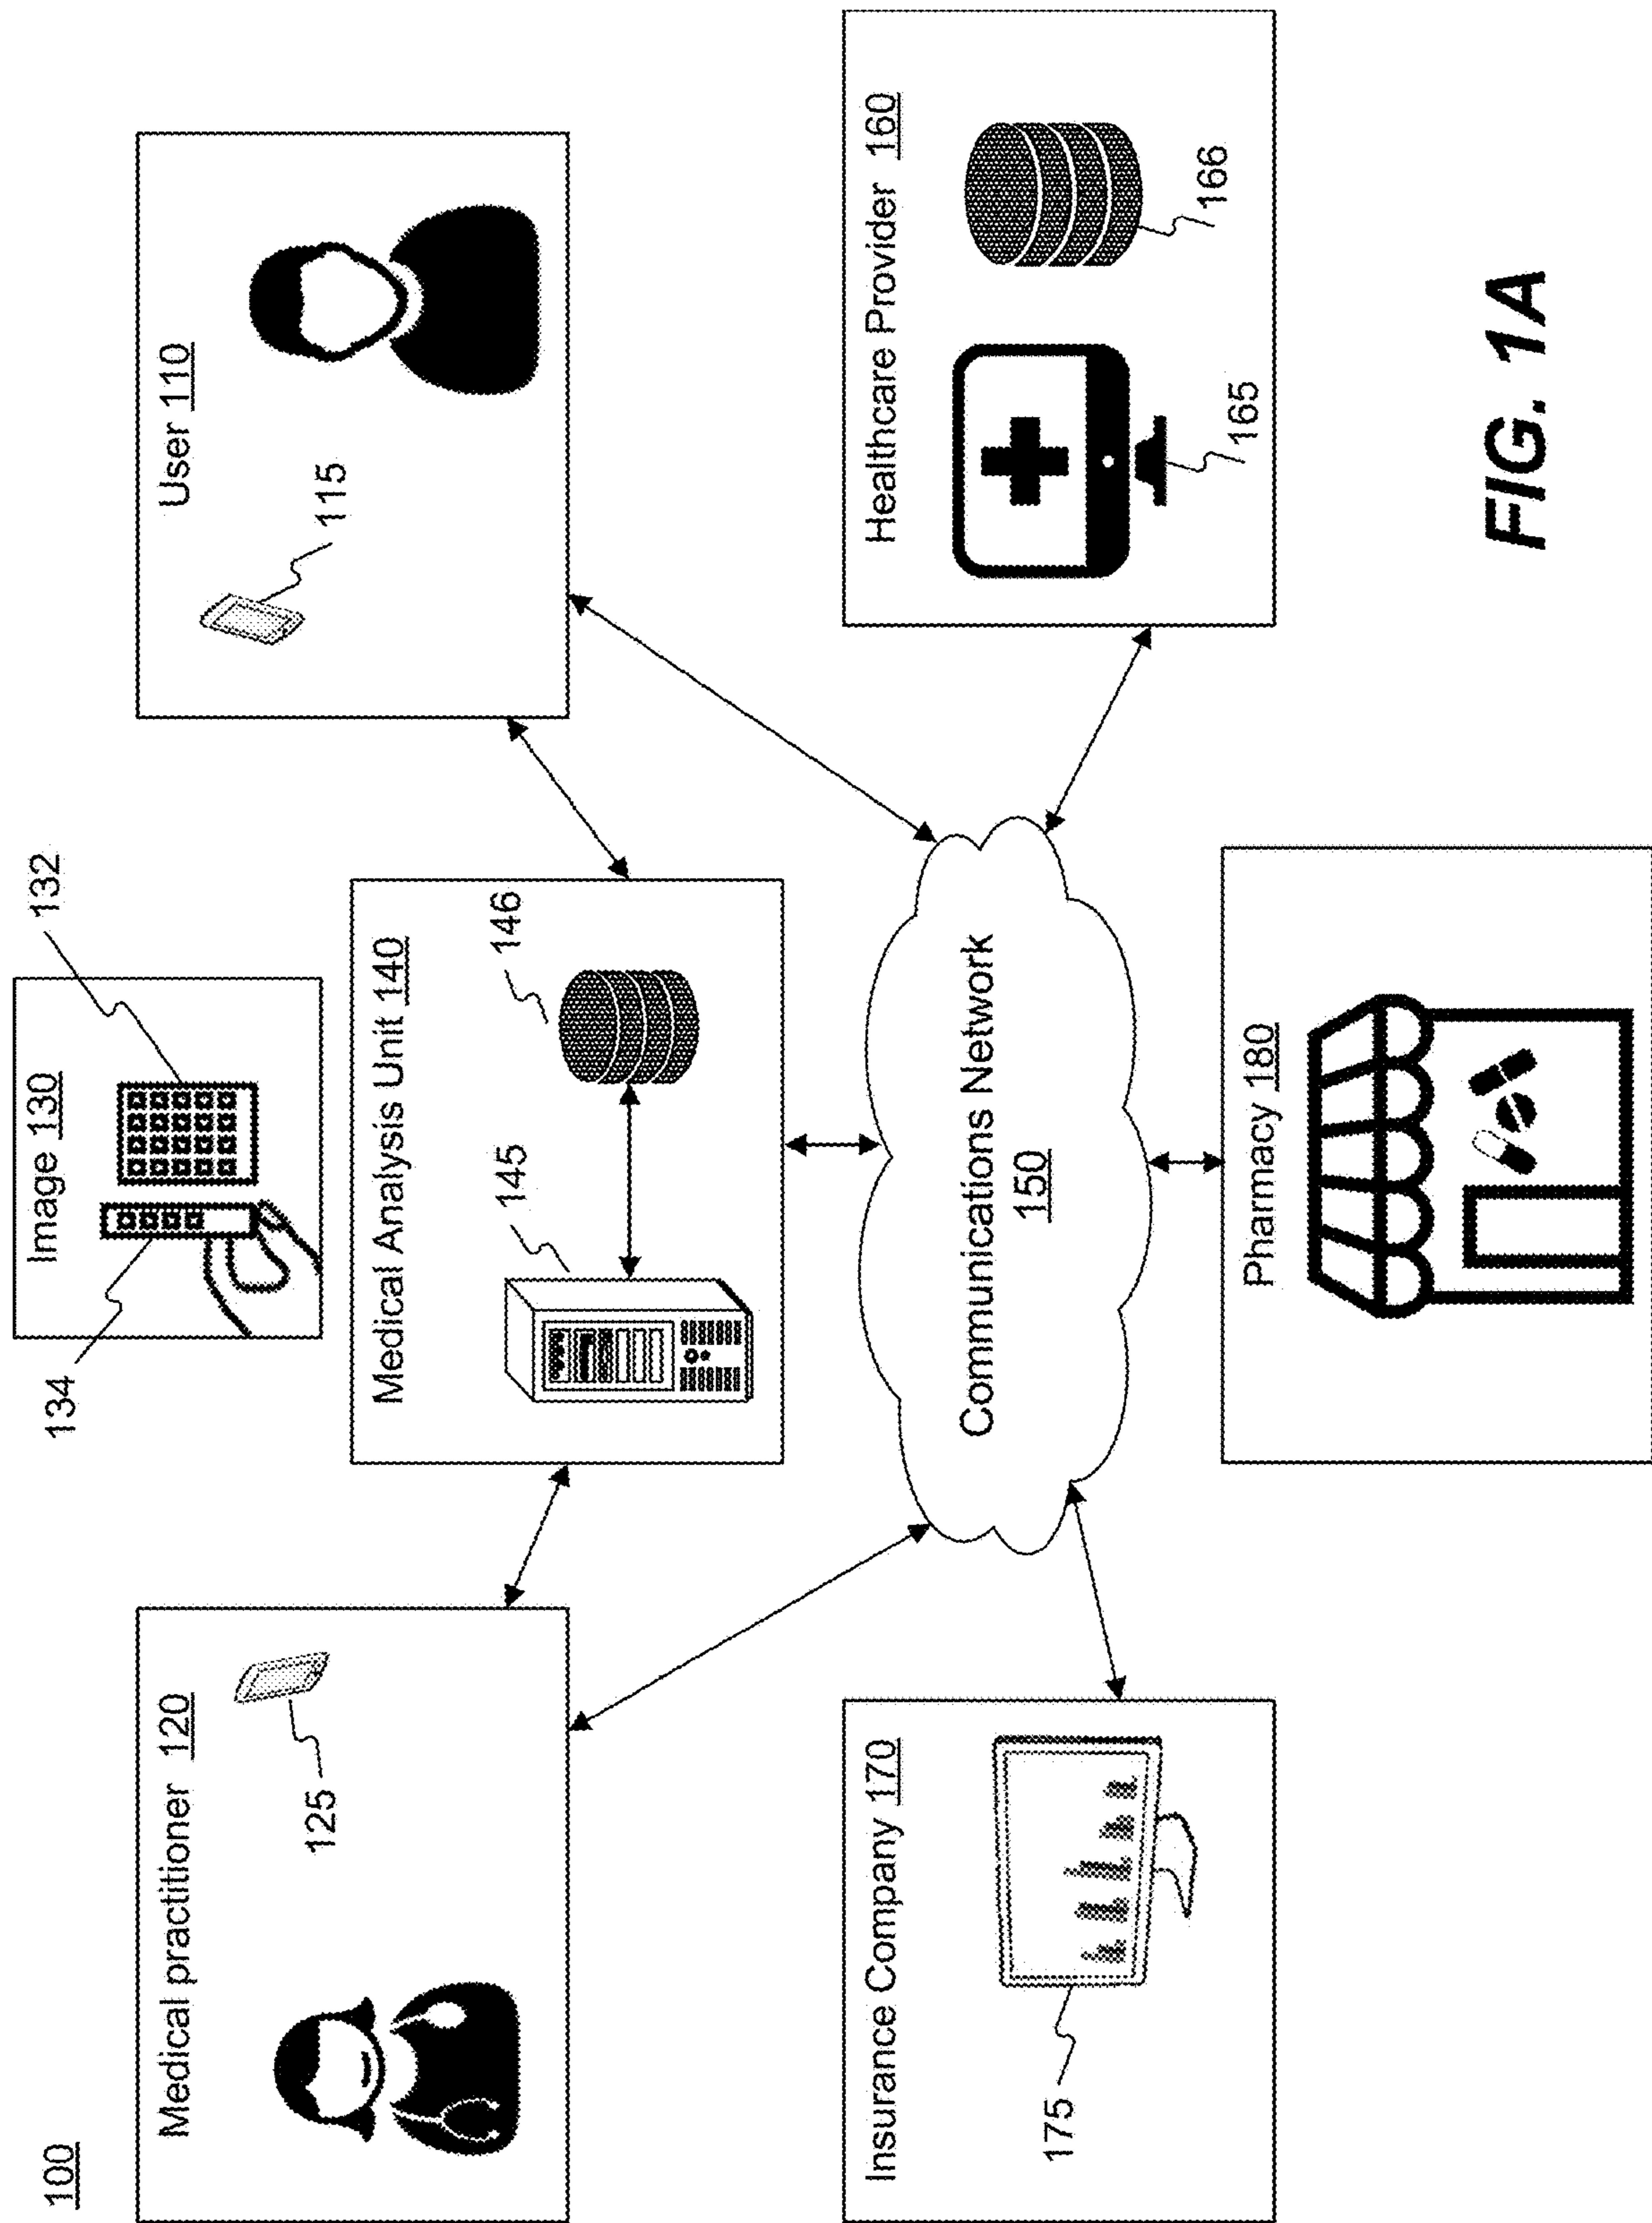 100
134
132
Image 130
Medical practitioner 120
125
Medical Analysis Unit 140
145
146
User 110
115
Communications Network
150
Insurance Company 170
175
Pharmacy 180
Healthcare Provider 160
165
166
FIG. 1A